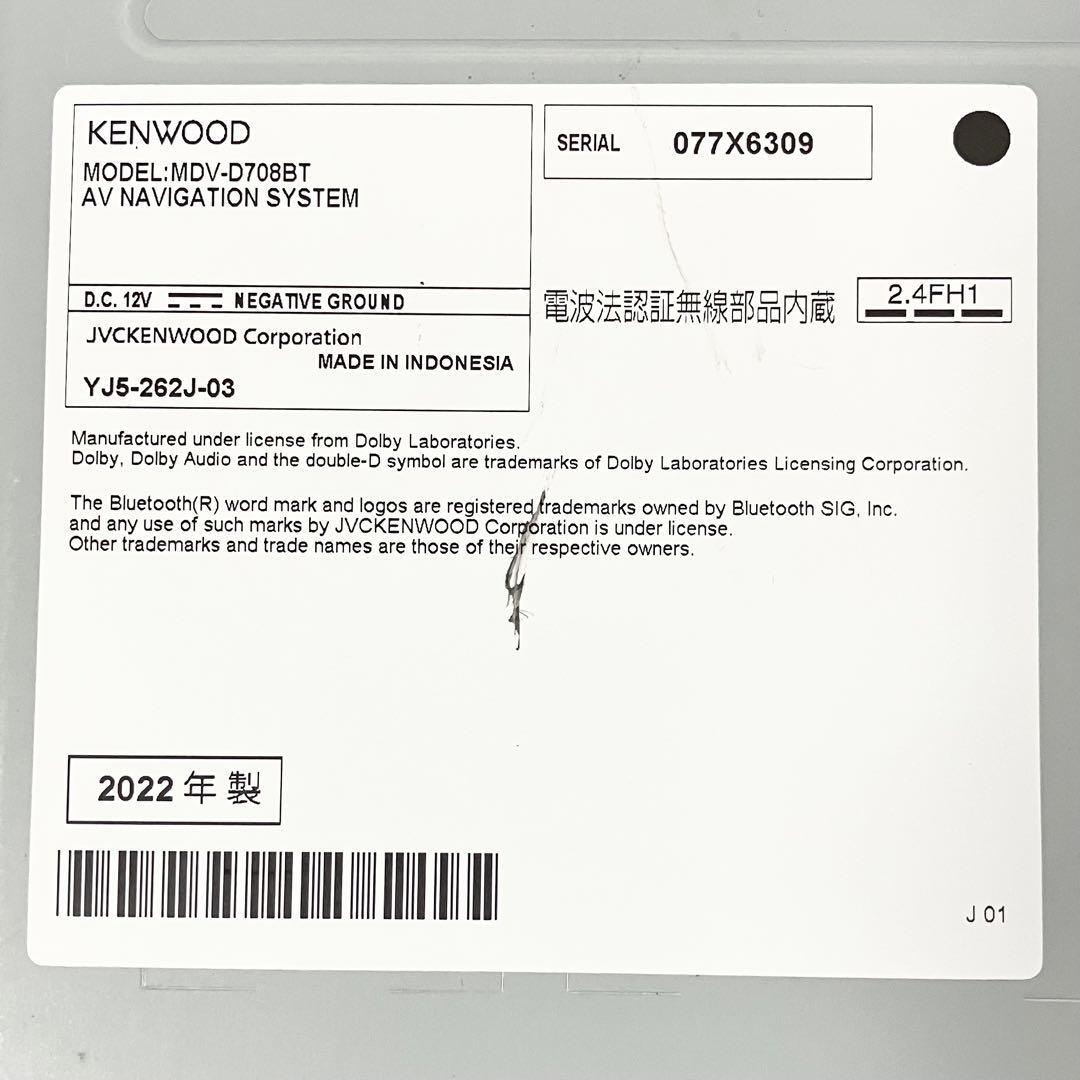 KENWOOD
MODEL:MDV-D708BT
AV NAVIGATION SYSTEM
D.C. 12V NEGATIVE GROUND
JVCKENWOOD Corporation
MADE IN INDONESIA
YJ5-262J-03
SERIAL 077X6309
電波法認証無線部品内蔵 2.4FH1
Manufactured under license from Dolby Laboratories.
Dolby, Dolby Audio and the double-D symbol are trademarks of Dolby Laboratories Licensing Corporation.
The Bluetooth(R) word mark and logos are registered trademarks owned by Bluetooth SIG, Inc.
and any use of such marks by JVCKENWOOD Corporation is under license.
Other trademarks and trade names are those of their respective owners.
2022 年 製
J 01